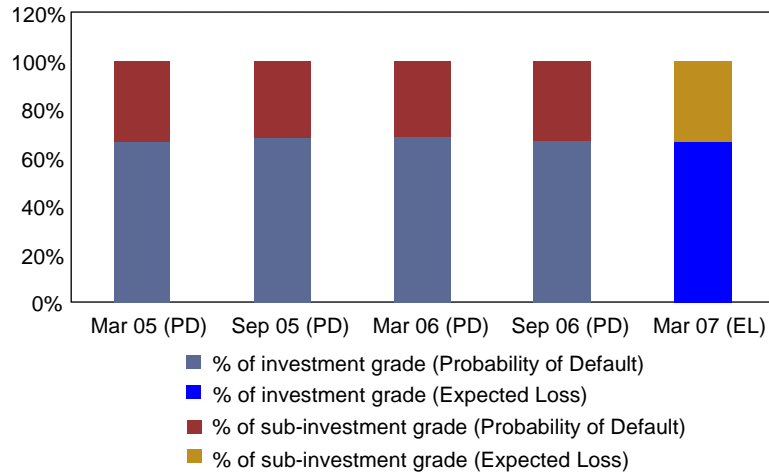 120%
100%
80%
60%
40%
20%
0%
Mar 05 (PD) Sep 05 (PD) Mar 06 (PD) Sep 06 (PD) Mar 07 (EL)
% of investment grade (Probability of Default)
% of investment grade (Expected Loss)
% of sub-investment grade (Probability of Default)
% of sub-investment grade (Expected Loss)